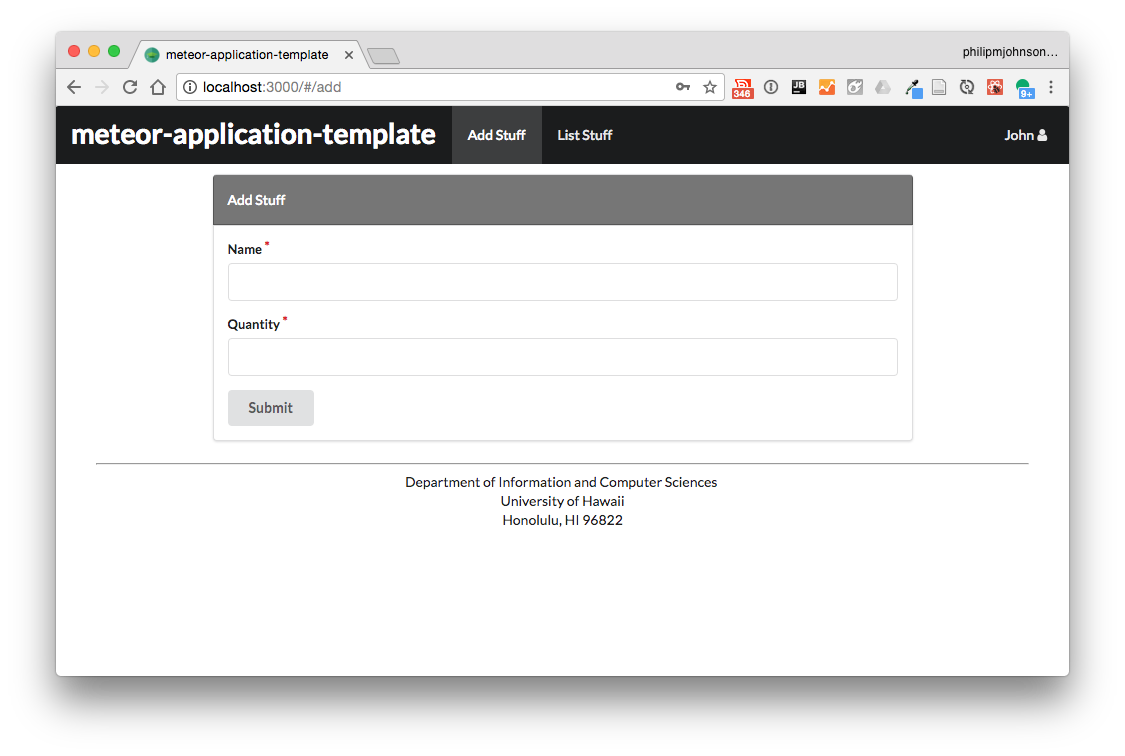 meteor-application-template
philipmjohnson...
localhost:3000/#/add
346
JB
9+
meteor-application-template Add Stuff List Stuff John
Add Stuff
Name *
Quantity *
Submit
Department of Information and Computer Sciences
University of Hawaii
Honolulu, HI 96822